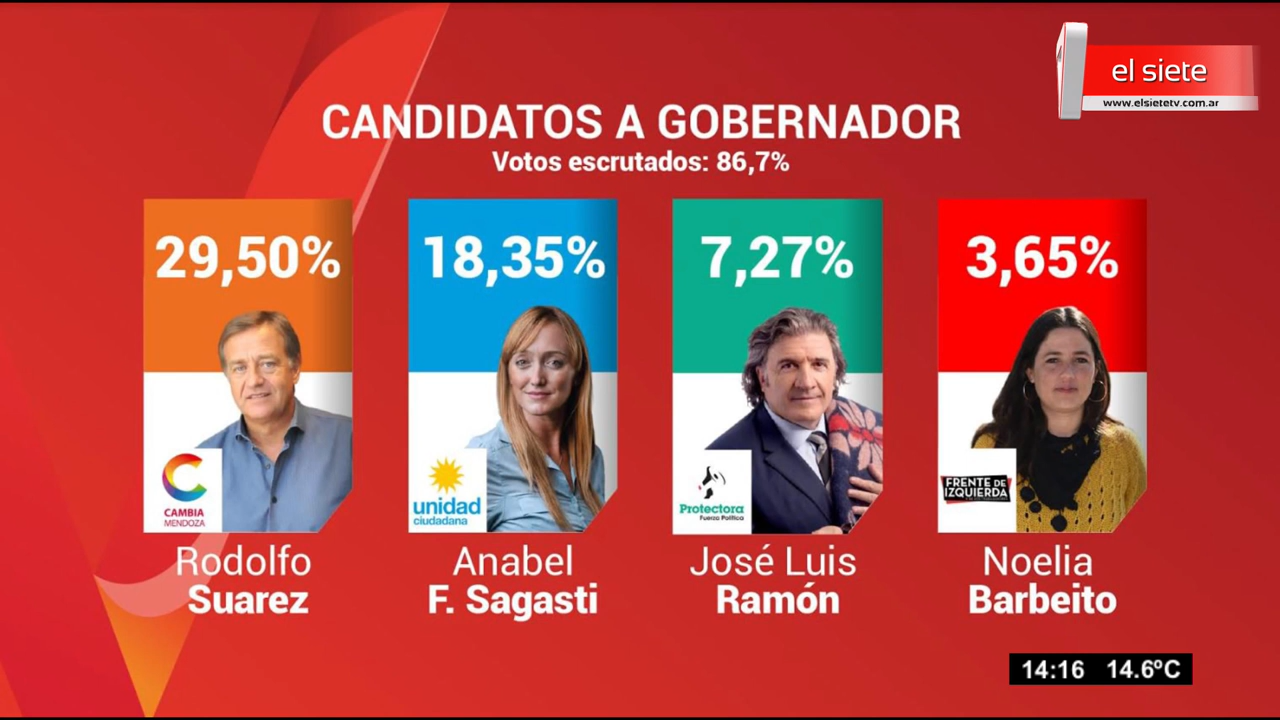 el siete
www.elsietetv.com.ar
CANDIDATOS A GOBERNADOR
Votos escrutados: 86,7%
29,50%
18,35%
7,27%
3,65%
CAMBIA
MENDOZA
unidad
ciudadana
Protectora
Fuerza Política
FRENTE DE
IZQUIERDA
Rodolfo
Suarez
Anabel
F. Sagasti
José Luis
Ramón
Noelia
Barbeito
14:16 14.6ºC